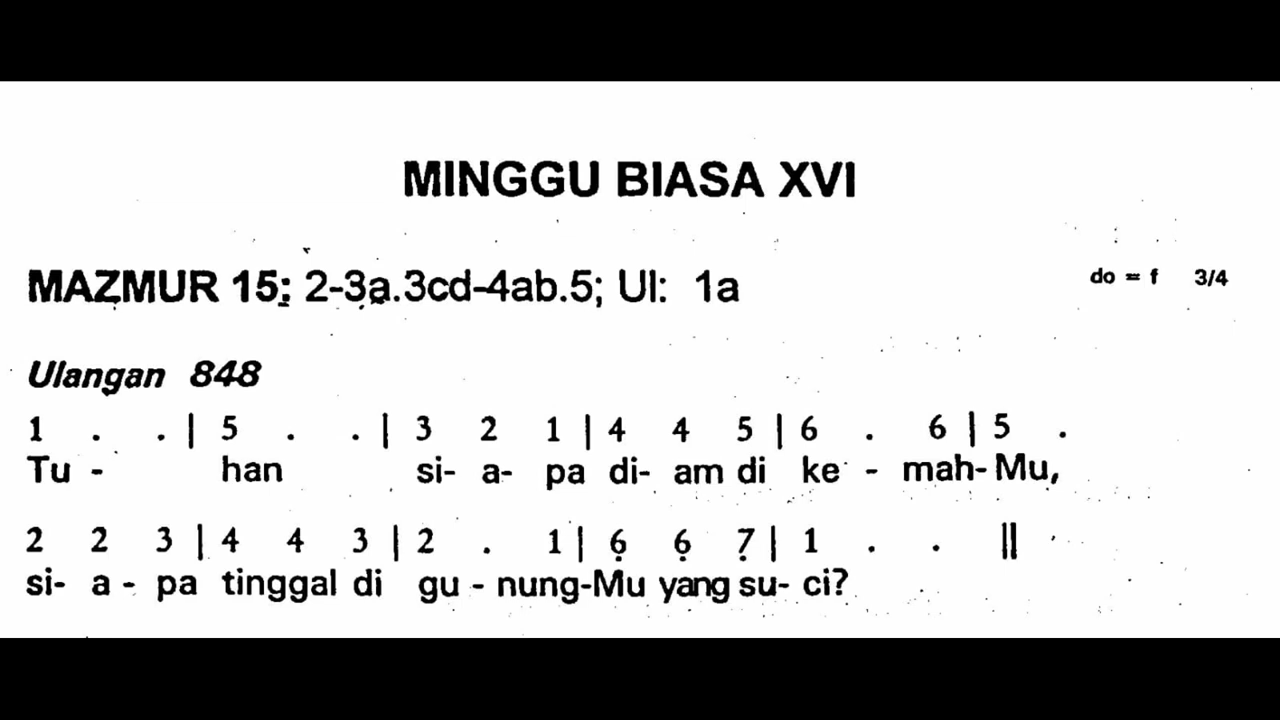 MINGGU BIASA XVI
MAZMUR 15: 2-3a.3cd-4ab.5; Ul: 1a do = f 3/4
Ulangan 848
1 . . | 5 . . | 3 2 1 | 4 4 5 | 6 . 6 | 5 .
Tu - han si- a- pa di- am di ke - mah- Mu,
2 2 3 | 4 4 3 | 2 . 1 | 6̣ 6̣ 7̣ | 1 . . ||
si- a - pa tinggal di gu - nung-Mu yang su- ci?